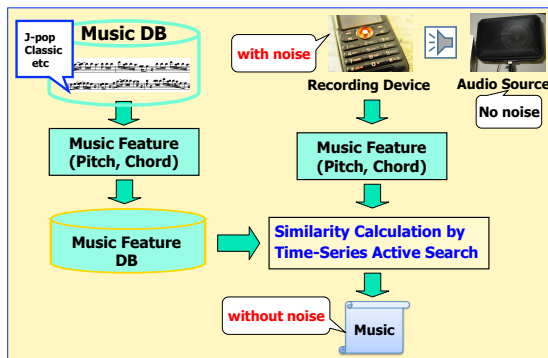 J-pop
Classic
etc
Music DB
with noise
Recording Device
Audio Source
No noise
Music Feature
(Pitch, Chord)
Music Feature
(Pitch, Chord)
Music Feature
DB
Similarity Calculation by
Time-Series Active Search
without noise
Music